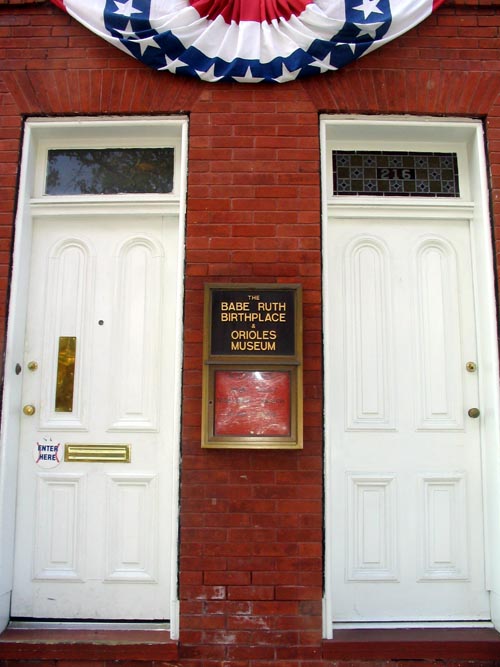 216
THE
BABE RUTH
BIRTHPLACE
&
ORIOLES
MUSEUM
ENTER
HERE